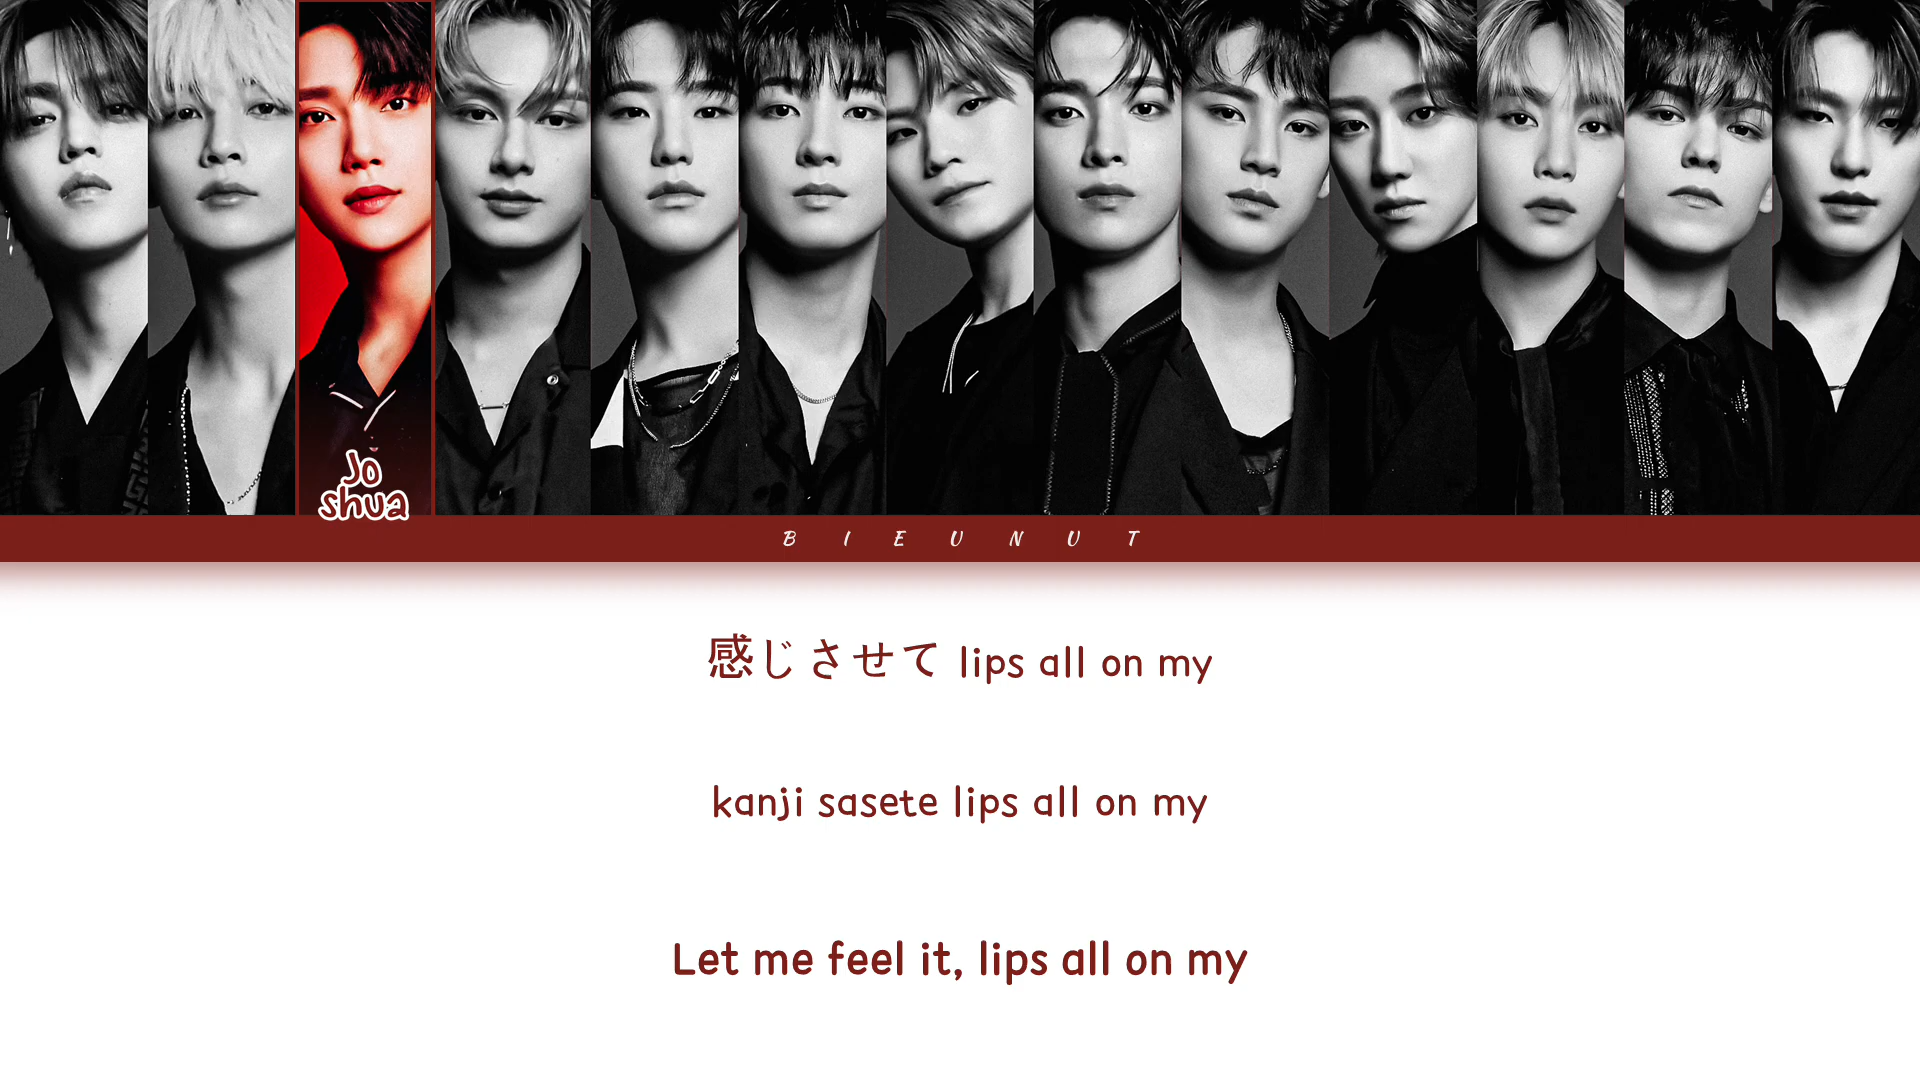 Jo
shua
BIEUNUT
感じさせて lips all on my
kanji sasete lips all on my
Let me feel it, lips all on my